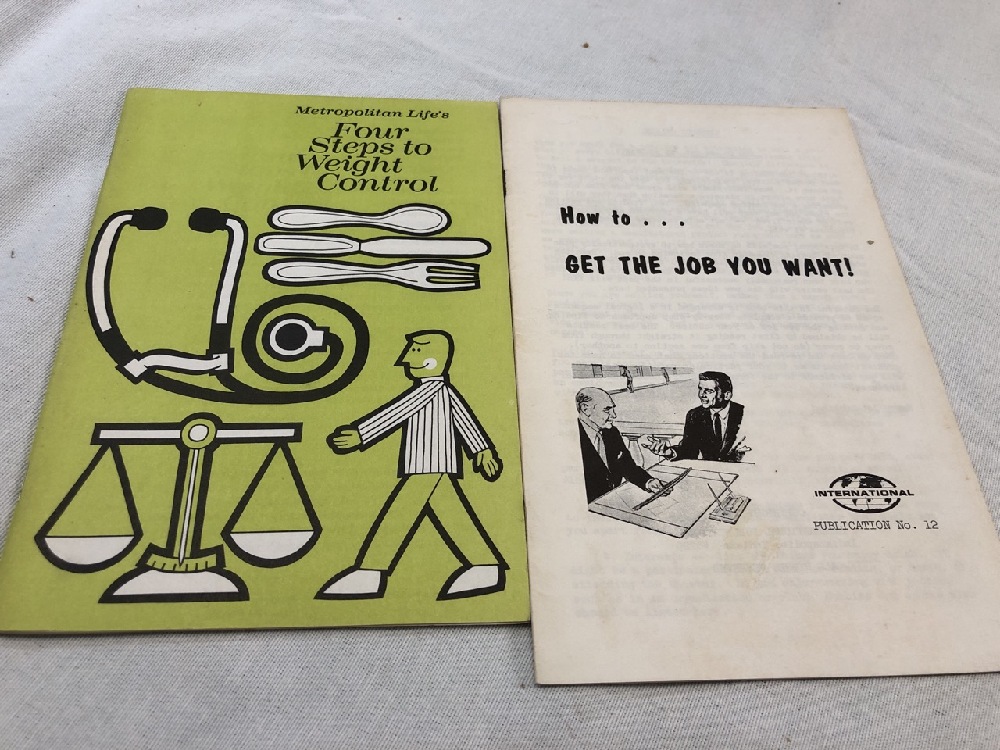 Metropolitan Life's
Four
Steps to
Weight
Control
How to . . .
GET THE JOB YOU WANT!
INTERNATIONAL
PUBLICATION No. 12